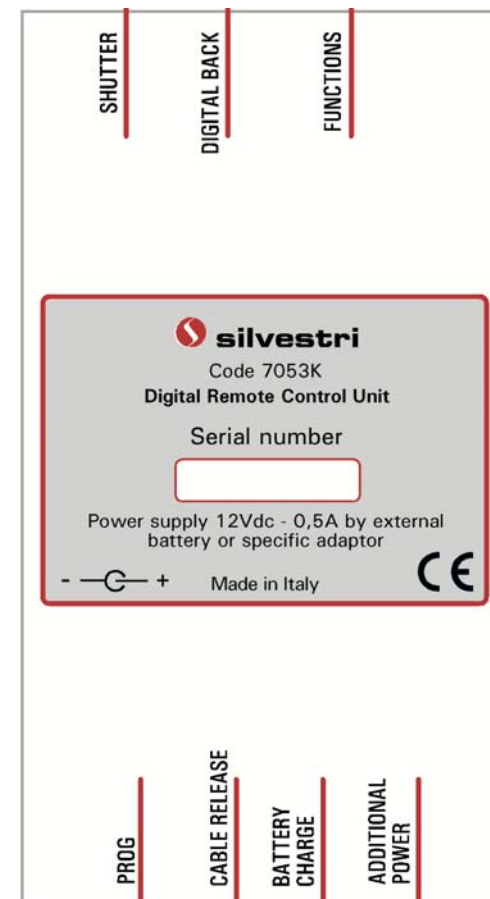 SHUTTER
DIGITAL BACK
FUNCTIONS
silvestri
Code 7053K
Digital Remote Control Unit
Serial number
Power supply 12Vdc - 0,5A by external
battery or specific adaptor
- +
Made in Italy
CE
PROG
CABLE RELEASE
BATTERY
CHARGE
ADDITIONAL
POWER